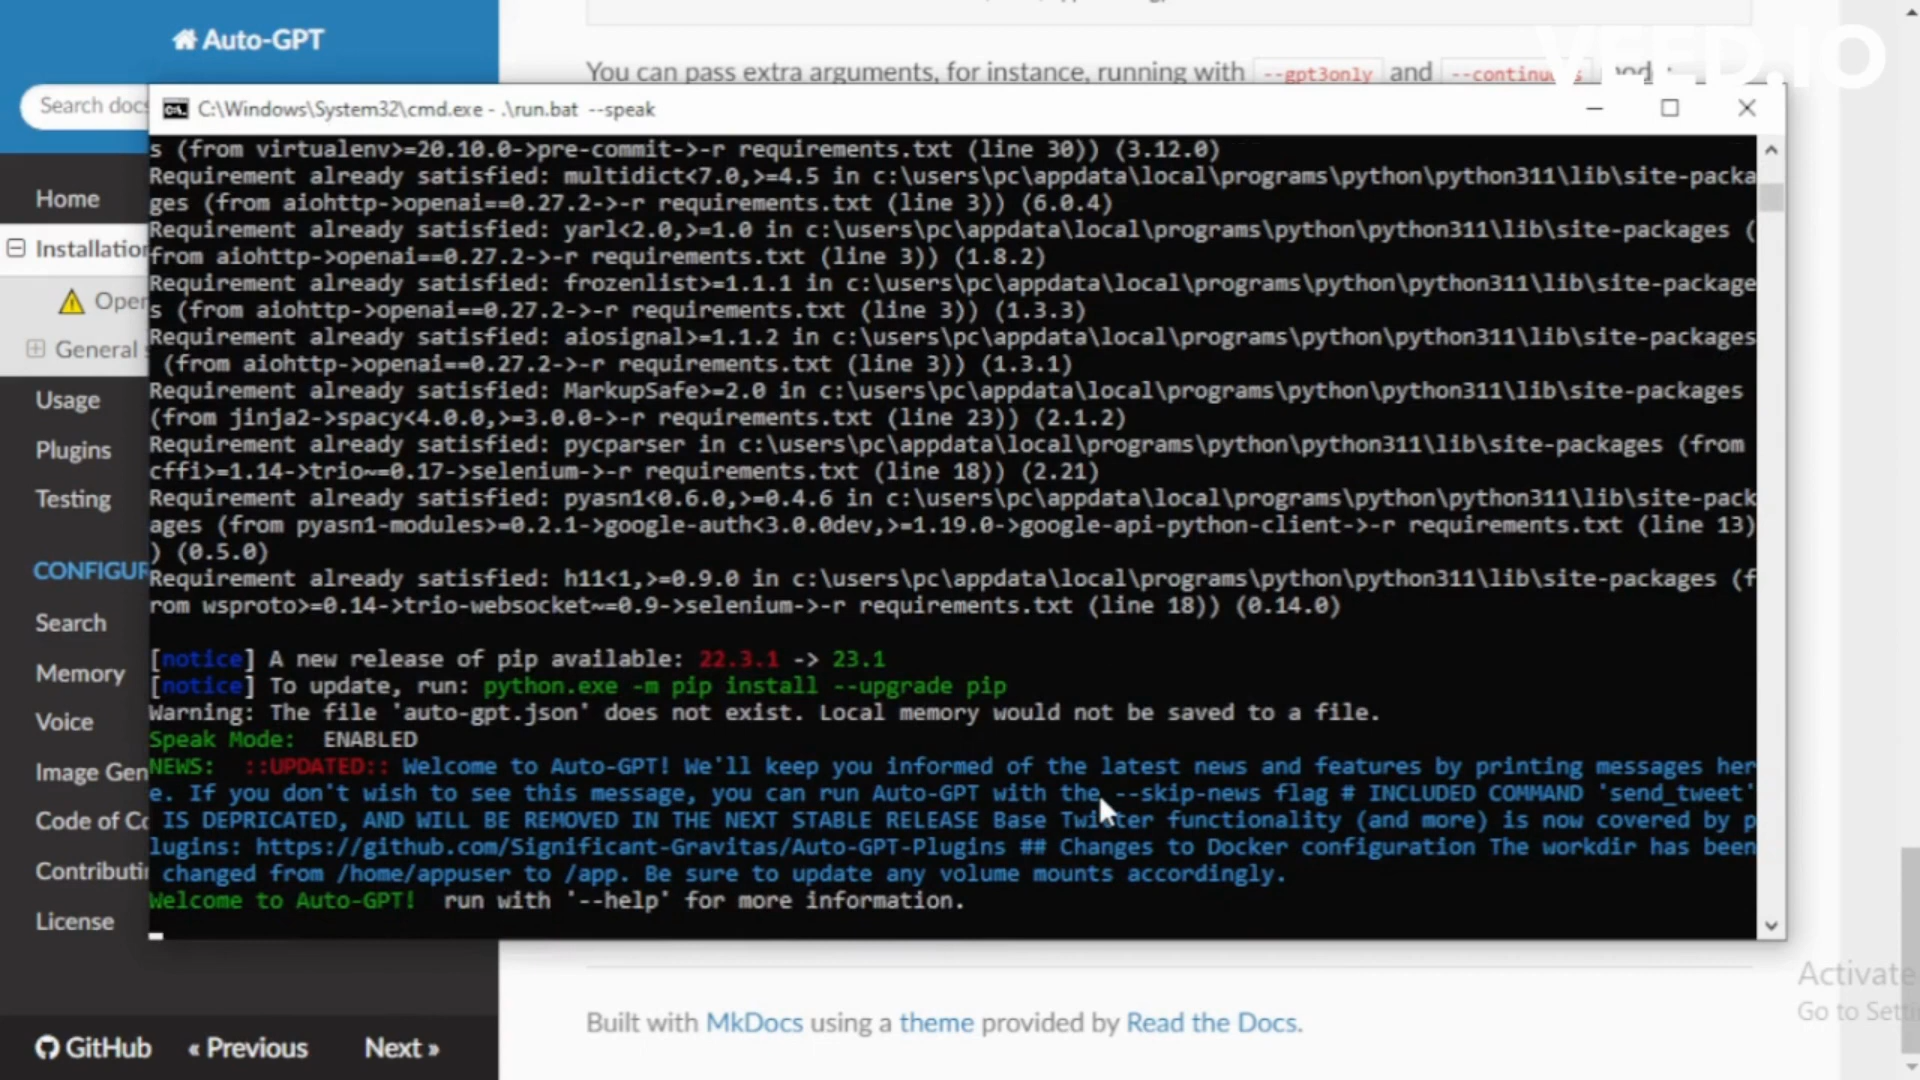 Auto-GPT
VEED.IO
You can pass extra arguments, for instance, running with --gpt3only and --continuous mode:
Search docs
C:\Windows\System32\cmd.exe - .\run.bat --speak
s (from virtualenv>=20.10.0->pre-commit->-r requirements.txt (line 30)) (3.12.0)
Requirement already satisfied: multidict<7.0,>=4.5 in c:\users\pc\appdata\local\programs\python\python311\lib\site-packa
ges (from aiohttp->openai==0.27.2->-r requirements.txt (line 3)) (6.0.4)
Requirement already satisfied: yarl<2.0,>=1.0 in c:\users\pc\appdata\local\programs\python\python311\lib\site-packages (
from aiohttp->openai==0.27.2->-r requirements.txt (line 3)) (1.8.2)
Requirement already satisfied: frozenlist>=1.1.1 in c:\users\pc\appdata\local\programs\python\python311\lib\site-package
s (from aiohttp->openai==0.27.2->-r requirements.txt (line 3)) (1.3.3)
Requirement already satisfied: aiosignal>=1.1.2 in c:\users\pc\appdata\local\programs\python\python311\lib\site-packages
(from aiohttp->openai==0.27.2->-r requirements.txt (line 3)) (1.3.1)
Requirement already satisfied: MarkupSafe>=2.0 in c:\users\pc\appdata\local\programs\python\python311\lib\site-packages
(from jinja2->spacy<4.0.0,>=3.0.0->-r requirements.txt (line 23)) (2.1.2)
Requirement already satisfied: pycparser in c:\users\pc\appdata\local\programs\python\python311\lib\site-packages (from
cffi>=1.14->trio~=0.17->selenium->-r requirements.txt (line 18)) (2.21)
Requirement already satisfied: pyasn1<0.6.0,>=0.4.6 in c:\users\pc\appdata\local\programs\python\python311\lib\site-pack
ages (from pyasn1-modules>=0.2.1->google-auth<3.0.0dev,>=1.19.0->google-api-python-client->-r requirements.txt (line 13)
) (0.5.0)
Requirement already satisfied: h11<1,>=0.9.0 in c:\users\pc\appdata\local\programs\python\python311\lib\site-packages (f
rom wsproto>=0.14->trio-websocket~=0.9->selenium->-r requirements.txt (line 18)) (0.14.0)
[notice] A new release of pip available: 22.3.1 -> 23.1
[notice] To update, run: python.exe -m pip install --upgrade pip
Warning: The file 'auto-gpt.json' does not exist. Local memory would not be saved to a file.
Speak Mode: ENABLED
NEWS: ::UPDATED:: Welcome to Auto-GPT! We'll keep you informed of the latest news and features by printing messages her
e. If you don't wish to see this message, you can run Auto-GPT with the --skip-news flag # INCLUDED COMMAND 'send_tweet'
IS DEPRICATED, AND WILL BE REMOVED IN THE NEXT STABLE RELEASE Base Twitter functionality (and more) is now covered by p
lugins: https://github.com/Significant-Gravitas/Auto-GPT-Plugins ## Changes to Docker configuration The workdir has been
changed from /home/appuser to /app. Be sure to update any volume mounts accordingly.
Welcome to Auto-GPT! run with '--help' for more information.
Home
Installation
Oper
General s
Usage
Plugins
Testing
CONFIGUR
Search
Memory
Voice
Image Gen
Code of Co
Contributi
License
GitHub
« Previous
Next »
Built with MkDocs using a theme provided by Read the Docs.
Activate
Go to Setti